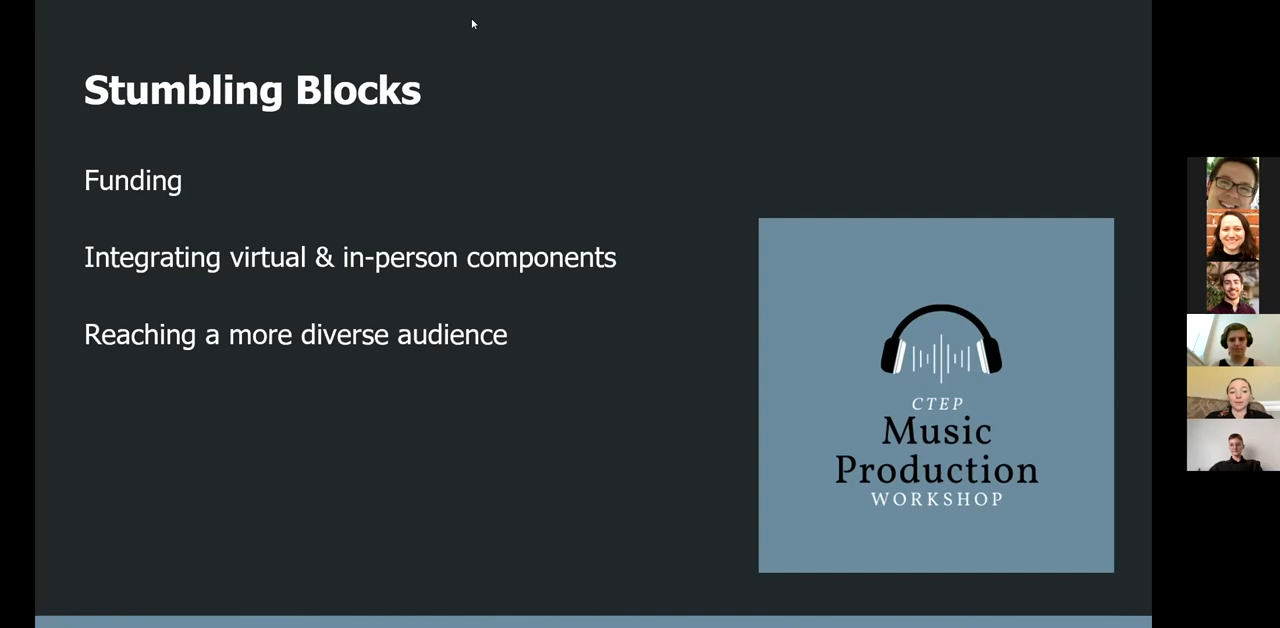 Stumbling Blocks
Funding
Integrating virtual & in-person components
Reaching a more diverse audience
CTEP
Music
Production
WORKSHOP